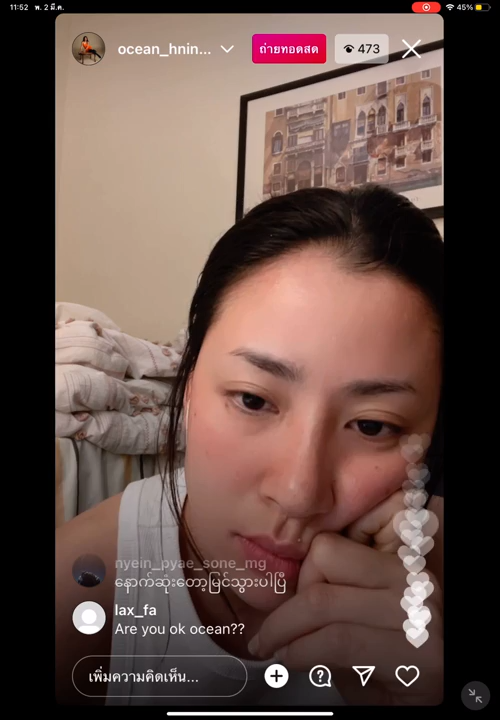 11:52 พ. 2 มี.ค.
45%
ocean_hnin...
ถ่ายทอดสด
473
nyein_pyae_sone_mg
နောက်ဆုံးတော့မြင်သွားပါပြီ
lax_fa
Are you ok ocean??
เพิ่มความคิดเห็น...